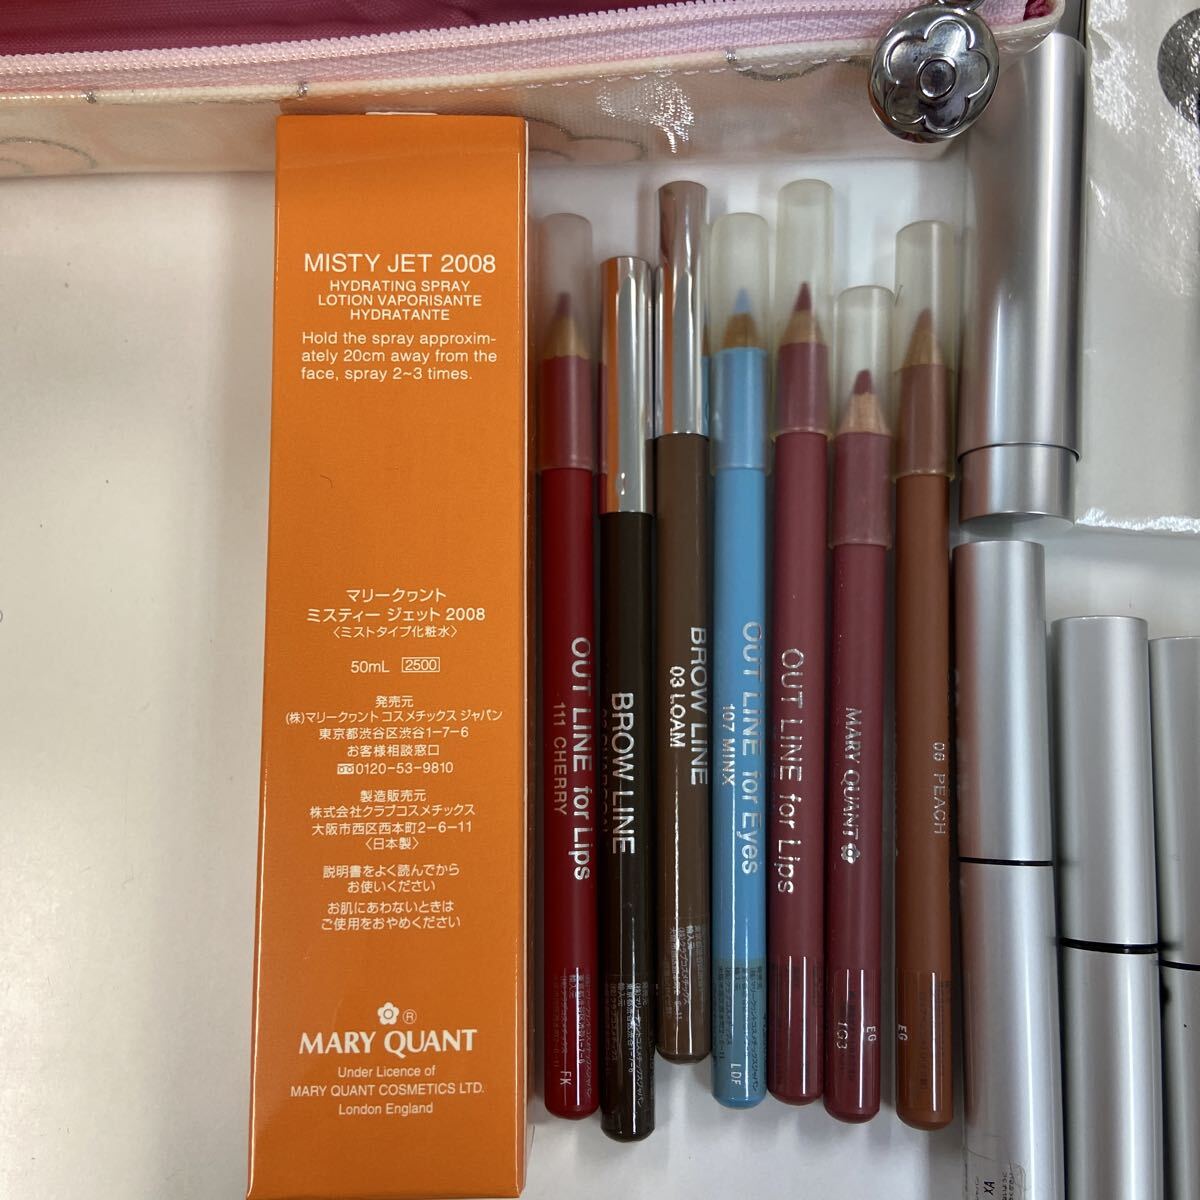 MISTY JET 2008
HYDRATING SPRAY
LOTION VAPORISANTE
HYDRATANTE
Hold the spray approxim-
ately 20cm away from the
face, spray 2~3 times.
マリークヮント
ミスティー ジェット 2008
〈ミストタイプ化粧水〉
50mL 2500
発売元
(株)マリークヮント コスメチックス ジャパン
東京都渋谷区渋谷1-7-6
お客様相談窓口
0120-53-9810
製造販売元
株式会社クラブコスメチックス
大阪市西区西本町2-6-11
〈日本製〉
説明書をよく読んでから
お使いください
お肌にあわないときは
ご使用をおやめください
®
MARY QUANT
Under Licence of
MARY QUANT COSMETICS LTD.
London England
OUT LINE for Lips
111 CHERRY
FK
BROW LINE
BROW LINE
03 LOAM
OUT LINE for Eyes
107 MINX
LDF
OUT LINE for Lips
MARY QUANT
EG
1G3
06 PEACH
EG